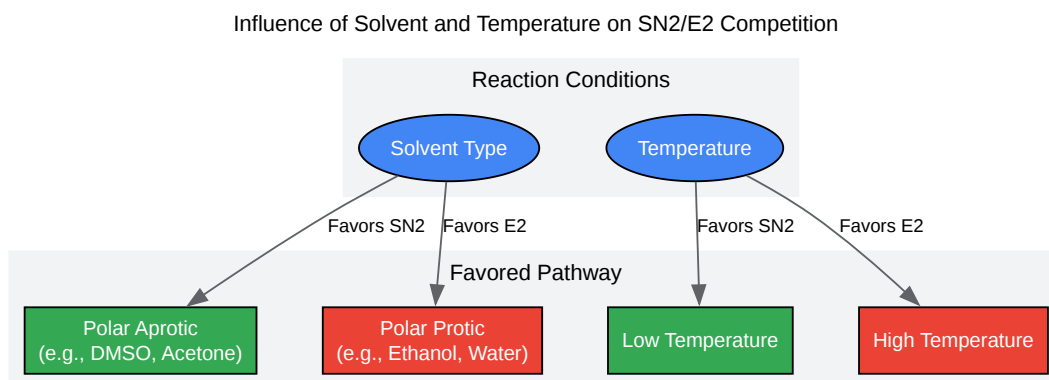 Influence of Solvent and Temperature on SN2/E2 Competition
Reaction Conditions
Solvent Type
Temperature
Favors SN2
Favors E2
Favors SN2
Favors E2
Favored Pathway
Polar Aprotic
(e.g., DMSO, Acetone)
Polar Protic
(e.g., Ethanol, Water)
Low Temperature
High Temperature